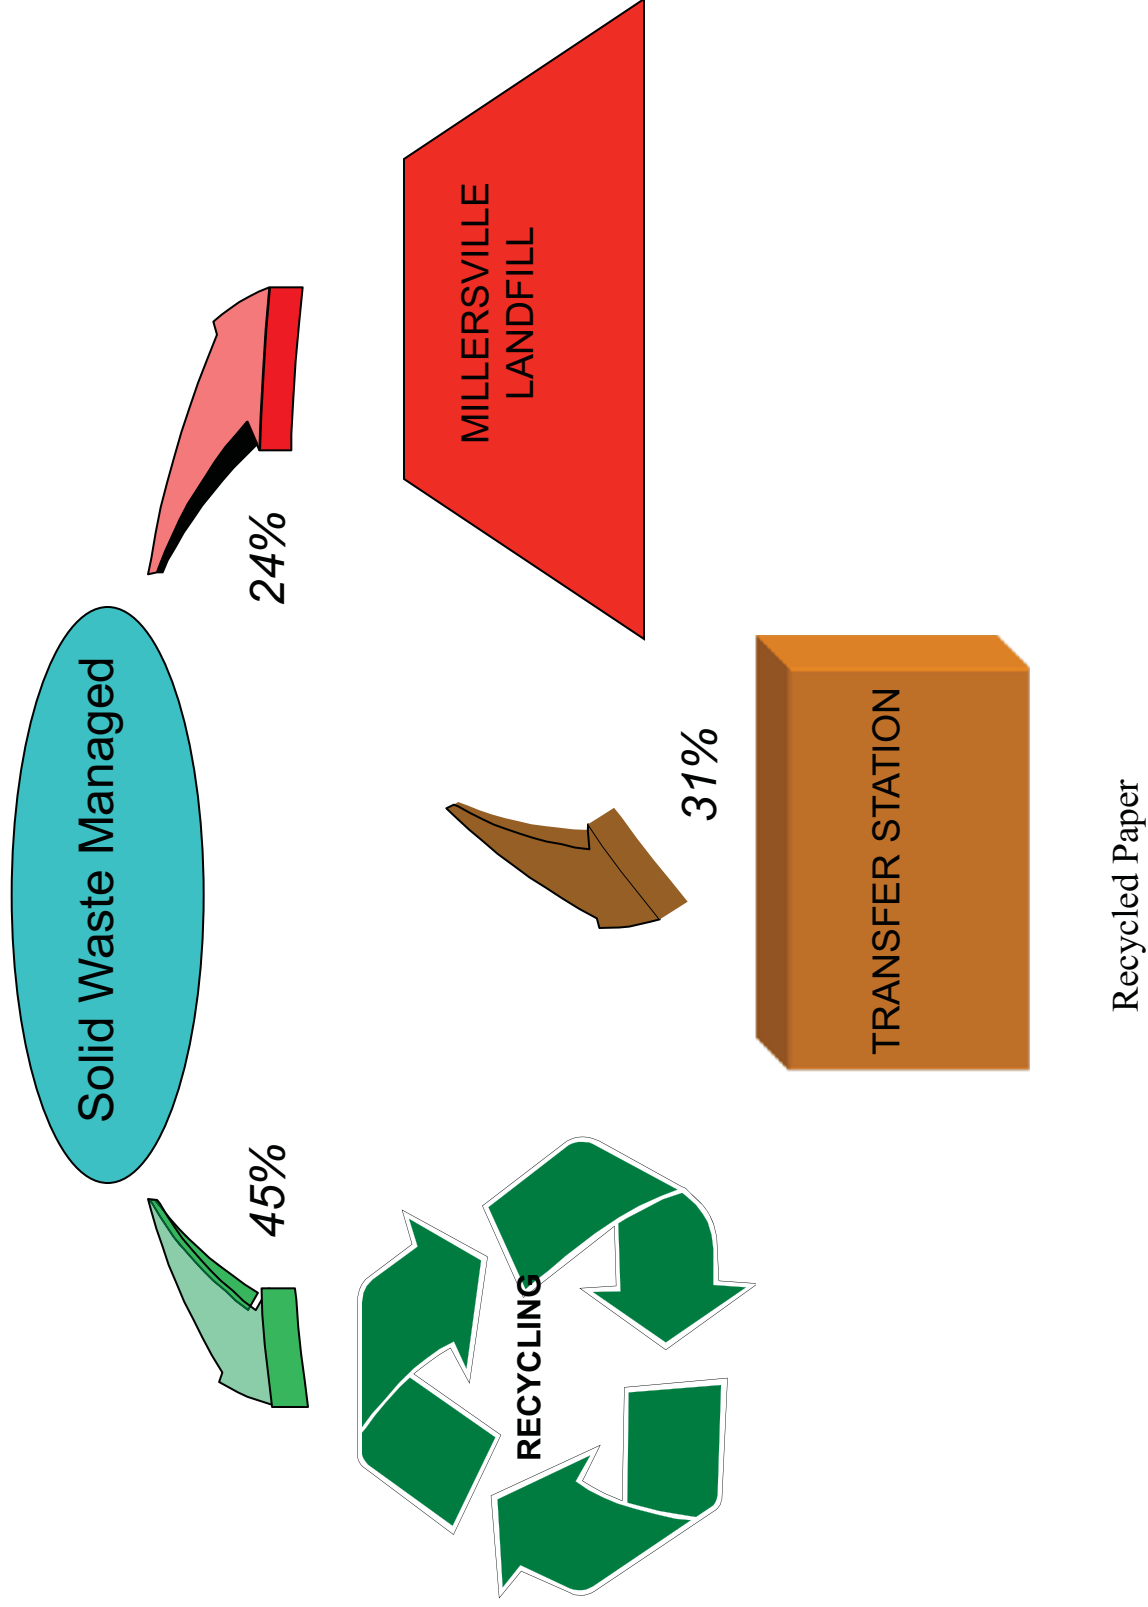 Solid Waste Managed
45%
24%
31%
RECYCLING
MILLERSVILLE
LANDFILL
TRANSFER STATION
Recycled Paper